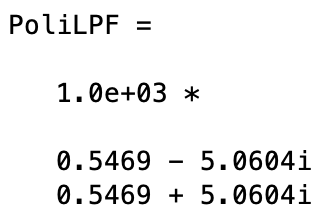 PoliLPF =
1.0e+03 *
0.5469 - 5.0604i
0.5469 + 5.0604i